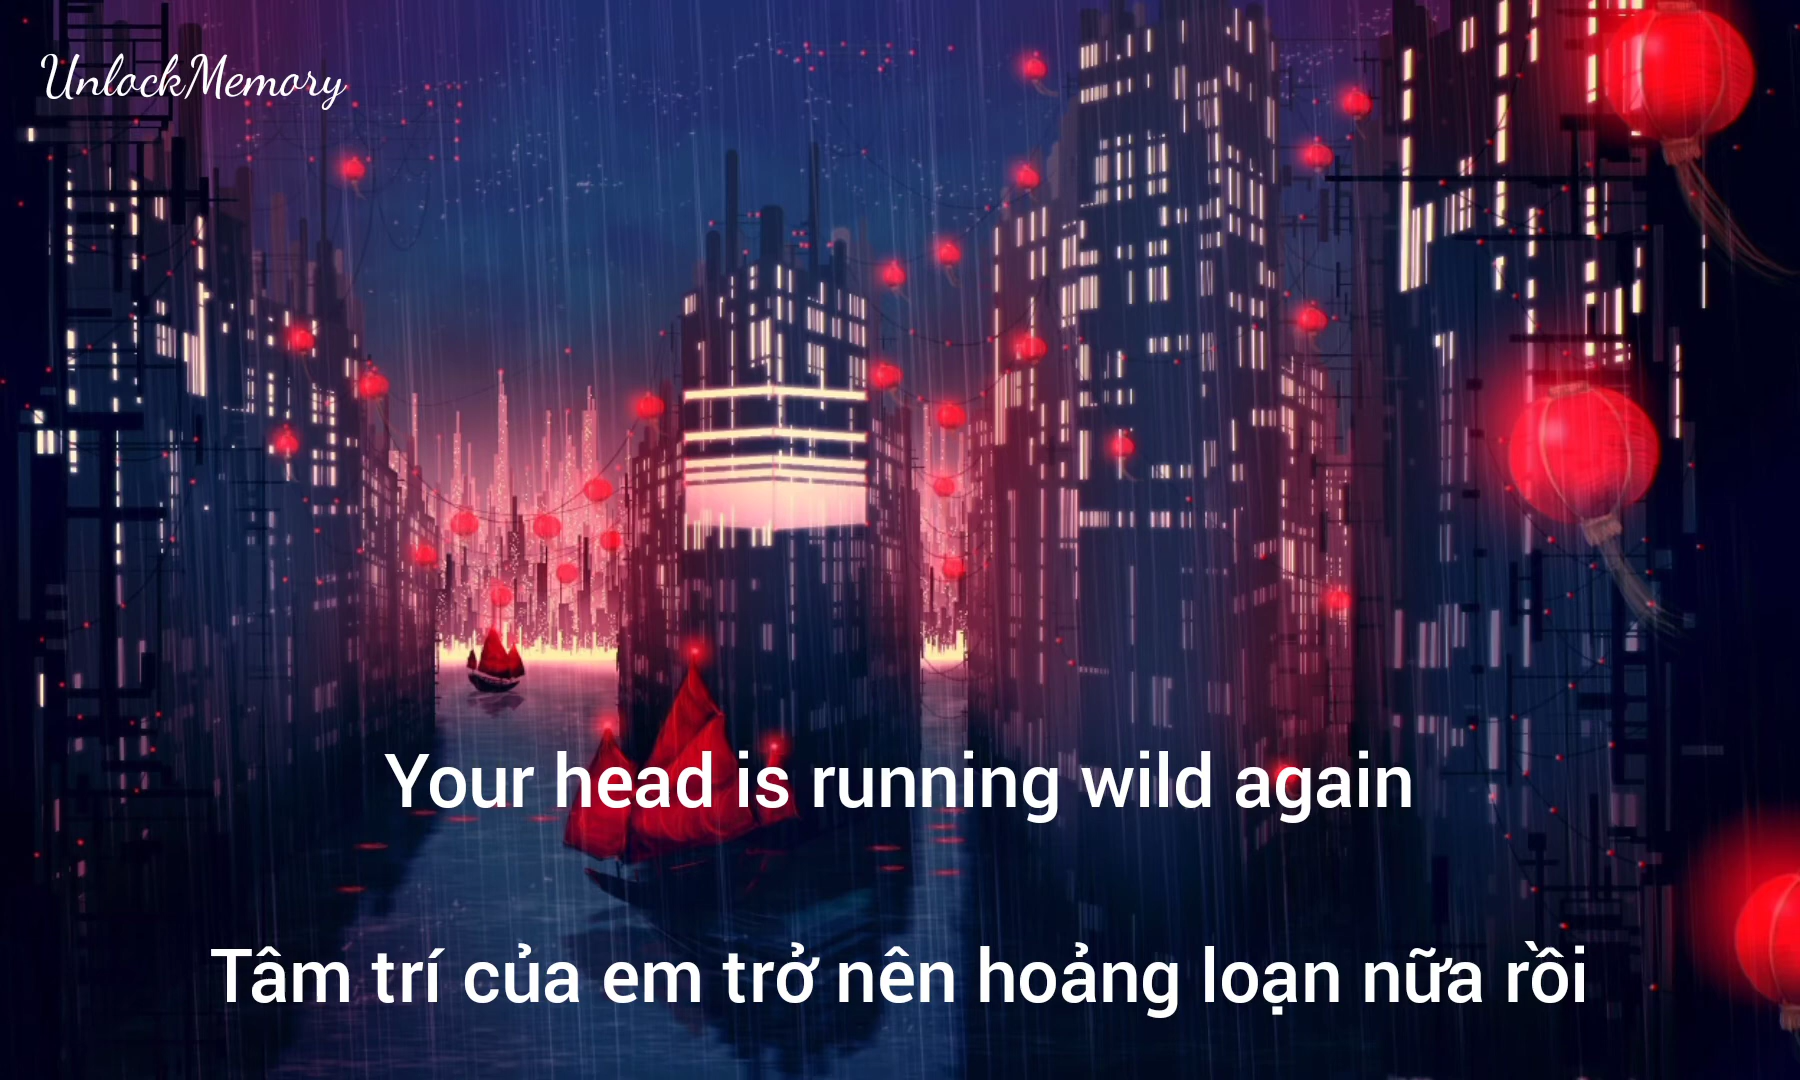 UnlockMemory
Your head is running wild again
Tâm trí của em trở nên hoảng loạn nữa rồi